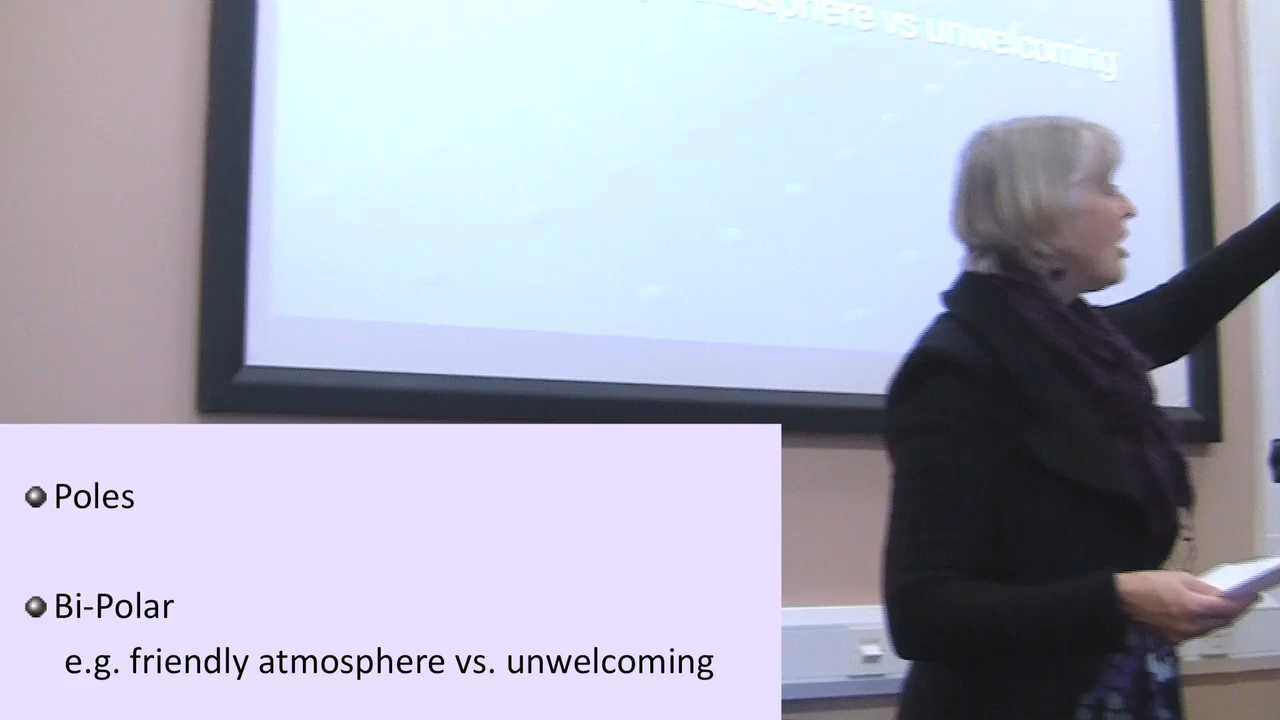 atmosphere vs unwelcoming
Poles
Bi-Polar
e.g. friendly atmosphere vs. unwelcoming